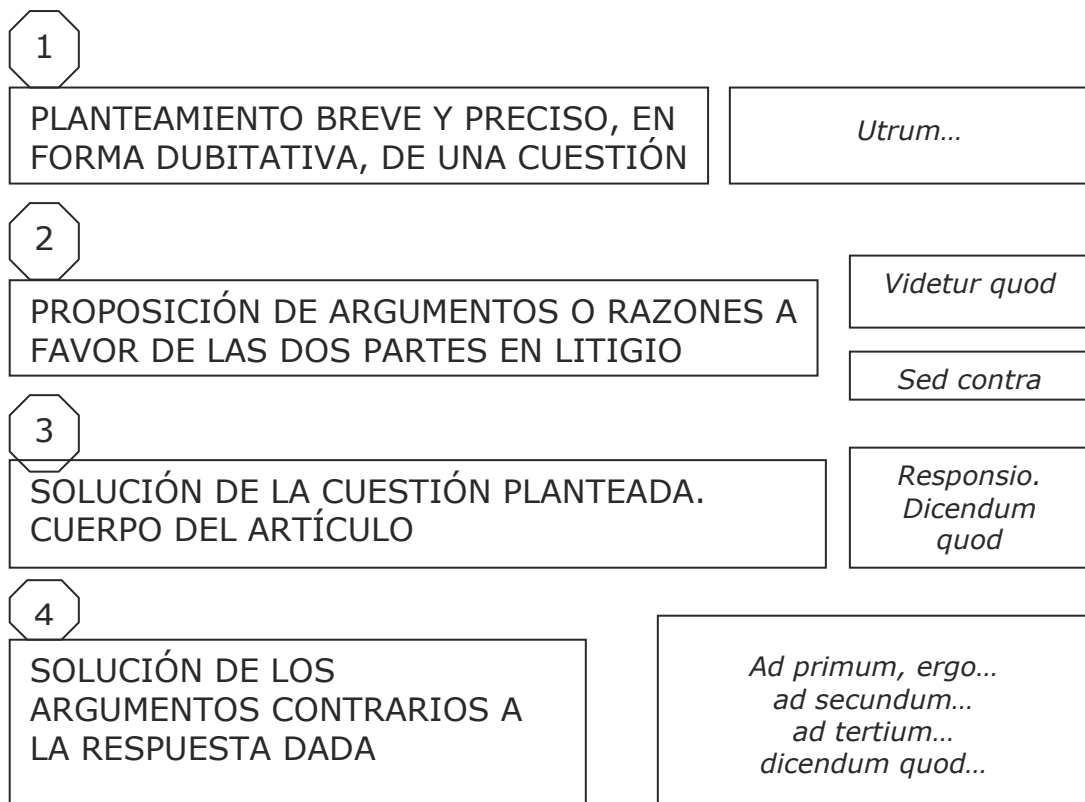 1
PLANTEAMIENTO BREVE Y PRECISO, EN
FORMA DUBITATIVA, DE UNA CUESTIÓN
Utrum…
2
PROPOSICIÓN DE ARGUMENTOS O RAZONES A
FAVOR DE LAS DOS PARTES EN LITIGIO
Videtur quod
Sed contra
3
SOLUCIÓN DE LA CUESTIÓN PLANTEADA.
CUERPO DEL ARTÍCULO
Responsio.
Dicendum
quod
4
SOLUCIÓN DE LOS
ARGUMENTOS CONTRARIOS A
LA RESPUESTA DADA
Ad primum, ergo…
ad secundum…
ad tertium…
dicendum quod…